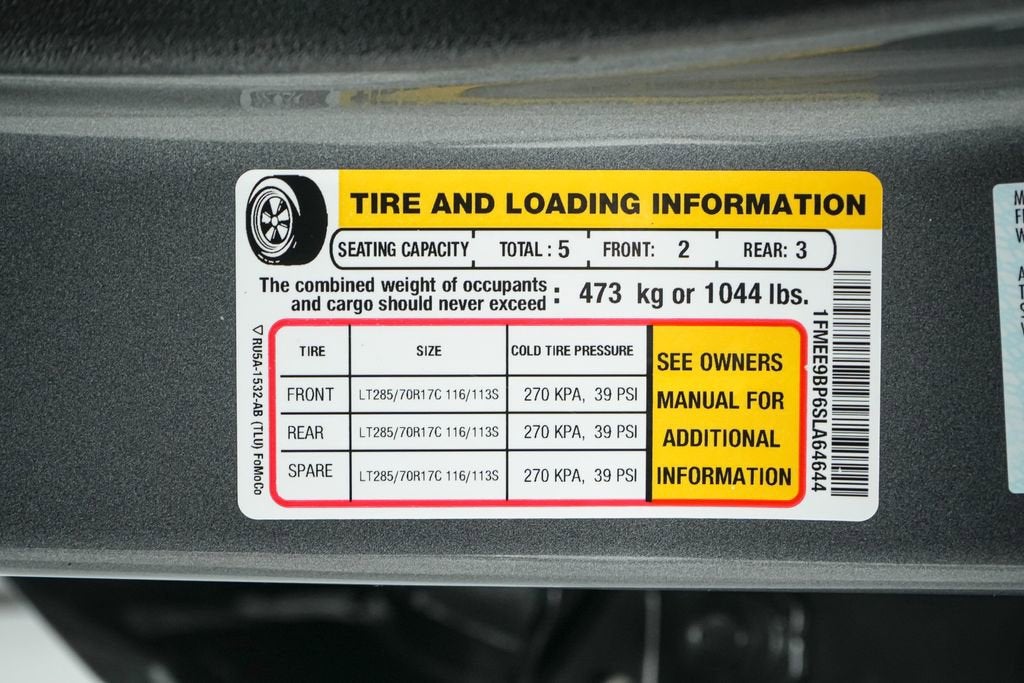 TIRE AND LOADING INFORMATION
SEATING CAPACITY TOTAL : 5 FRONT: 2 REAR: 3
The combined weight of occupants
and cargo should never exceed : 473 kg or 1044 lbs.
TIRE SIZE COLD TIRE PRESSURE
FRONT LT285/70R17C 116/113S 270 KPA, 39 PSI
REAR LT285/70R17C 116/113S 270 KPA, 39 PSI
SPARE LT285/70R17C 116/113S 270 KPA, 39 PSI
SEE OWNERS
MANUAL FOR
ADDITIONAL
INFORMATION
1FMEE9BP6SLA64644
▽ RU5A-1532-AB (TLU) FoMoCo